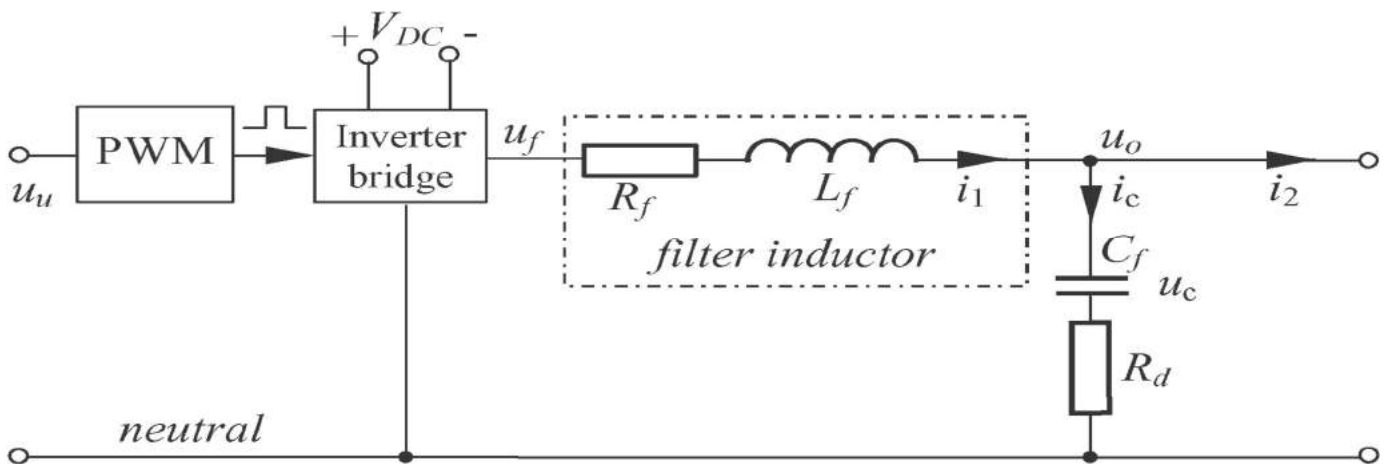 + V_DC -
PWM
Inverter
bridge
u_f
u_o
u_u
R_f
L_f
i_1
i_c
i_2
filter inductor
C_f
u_c
R_d
neutral